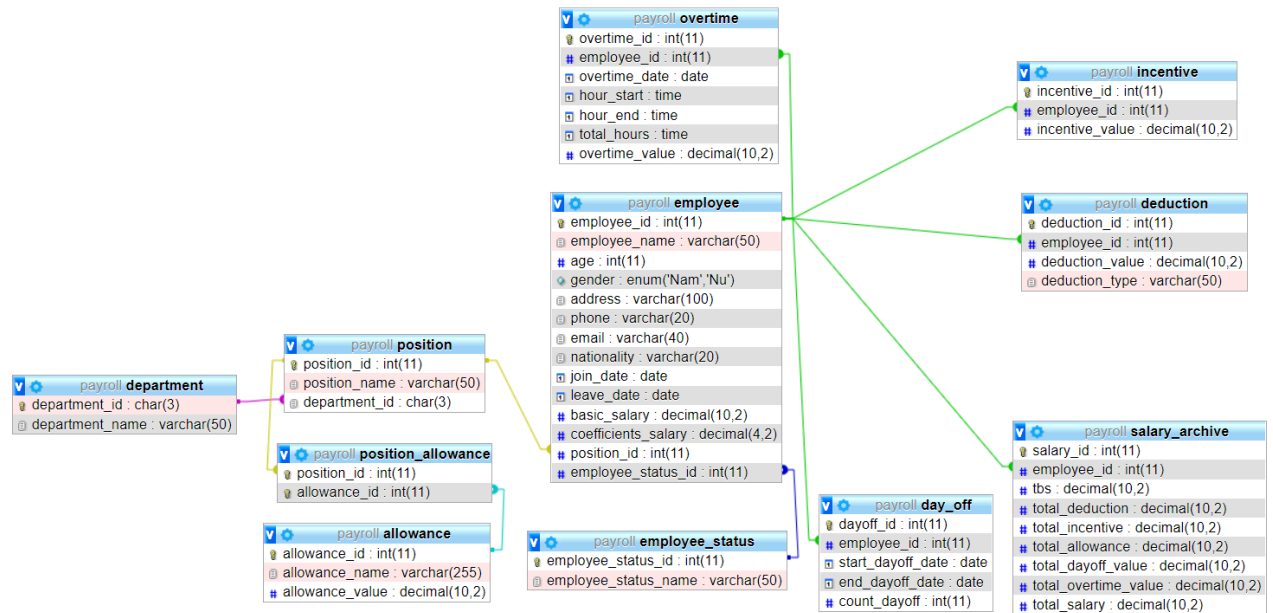 payroll overtime
overtime_id : int(11)
employee_id : int(11)
overtime_date : date
hour_start : time
hour_end : time
total_hours : time
overtime_value : decimal(10,2)
payroll incentive
incentive_id : int(11)
employee_id : int(11)
incentive_value : decimal(10,2)
payroll employee
employee_id : int(11)
employee_name : varchar(50)
age : int(11)
gender : enum('Nam','Nu')
address : varchar(100)
phone : varchar(20)
email : varchar(40)
nationality : varchar(20)
join_date : date
leave_date : date
basic_salary : decimal(10,2)
coefficients_salary : decimal(4,2)
position_id : int(11)
employee_status_id : int(11)
payroll deduction
deduction_id : int(11)
employee_id : int(11)
deduction_value : decimal(10,2)
deduction_type : varchar(50)
payroll position
position_id : int(11)
position_name : varchar(50)
department_id : char(3)
payroll department
department_id : char(3)
department_name : varchar(50)
payroll position_allowance
position_id : int(11)
allowance_id : int(11)
payroll allowance
allowance_id : int(11)
allowance_name : varchar(255)
allowance_value : decimal(10,2)
payroll employee_status
employee_status_id : int(11)
employee_status_name : varchar(50)
payroll day_off
dayoff_id : int(11)
employee_id : int(11)
start_dayoff_date : date
end_dayoff_date : date
count_dayoff : int(11)
payroll salary_archive
salary_id : int(11)
employee_id : int(11)
tbs : decimal(10,2)
total_deduction : decimal(10,2)
total_incentive : decimal(10,2)
total_allowance : decimal(10,2)
total_dayoff_value : decimal(10,2)
total_overtime_value : decimal(10,2)
total_salary : decimal(10,2)